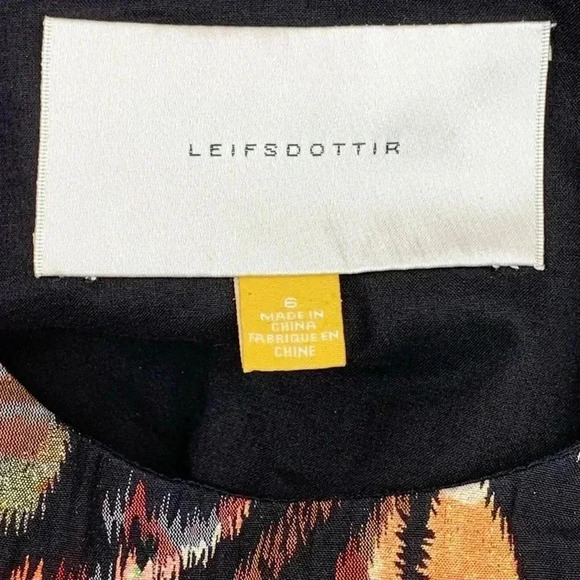 LEIFSDOTTIR
6
MADE IN
CHINA
FABRIQUE EN
CHINE